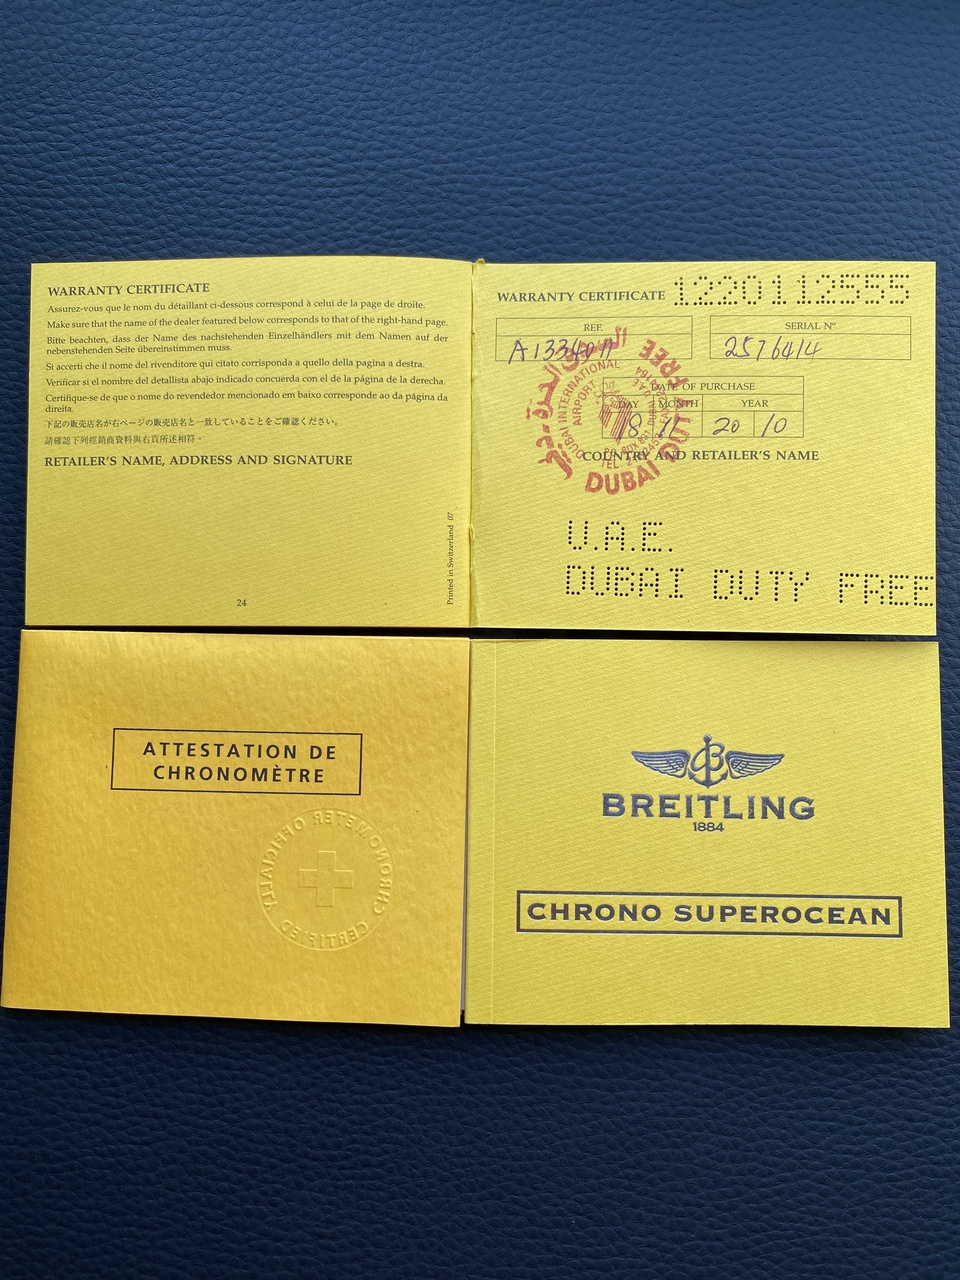 WARRANTY CERTIFICATE
Assurez-vous que le nom du détaillant ci-dessous correspond à celui de la page de droite.
Make sure that the name of the dealer featured below corresponds to that of the right-hand page.
Bitte beachten, dass der Name des nachstehenden Einzelhändlers mit dem Namen auf der
nebenstehenden Seite übereinstimmen muss.
Si accerti che il nome del rivenditore qui citato corrisponda a quello della pagina a destra.
Verificar si el nombre del detallista abajo indicado concuerda con el de la página de la derecha.
Certifique-se de que o nome do revendedor mencionado em baixo corresponde ao da página da
direita.
下記の販売店名が右ページの販売店名と一致していることをご確認ください。
請確認下列經銷商資料與右頁所述相符。
RETAILER'S NAME, ADDRESS AND SIGNATURE
Printed in Switzerland 07
24
WARRANTY CERTIFICATE 1220112555
REF. SERIAL Nº
2576414
DATE OF PURCHASE
DAY MONTH YEAR
18 11 20 10
COUNTRY AND RETAILER'S NAME
DUBAI INTERNATIONAL
AIRPORT
DUBAI DUTY FREE
U.A.E.
DUBAI DUTY FREE
ATTESTATION DE
CHRONOMÈTRE
CHRONOMETER OFFICIALLY
CERTIFIED
BREITLING
1884
CHRONO SUPEROCEAN